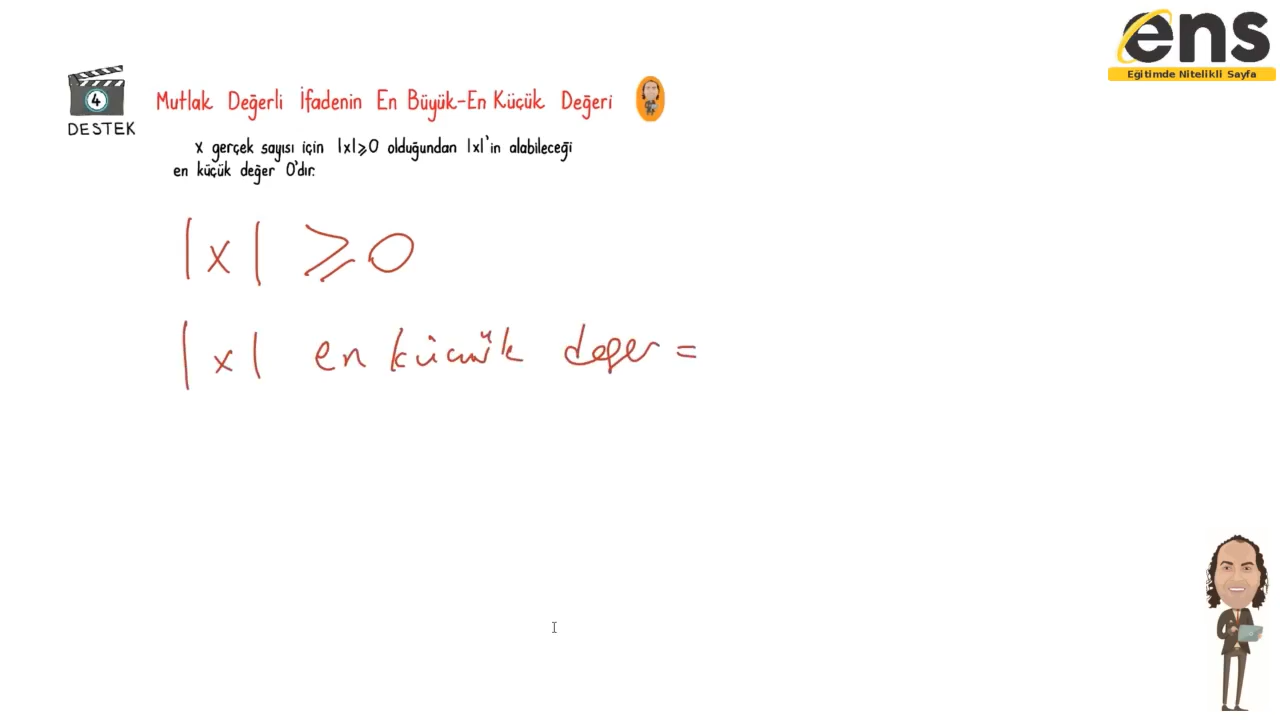 ens
Eğitimde Nitelikli Sayfa
4
DESTEK
Mutlak Değerli İfadenin En Büyük-En Küçük Değeri
x gerçek sayısı için |x|⩾0 olduğundan |x|'in alabileceği
en küçük değer 0'dır.
|x| ⩾ 0
|x| en küçük değer =